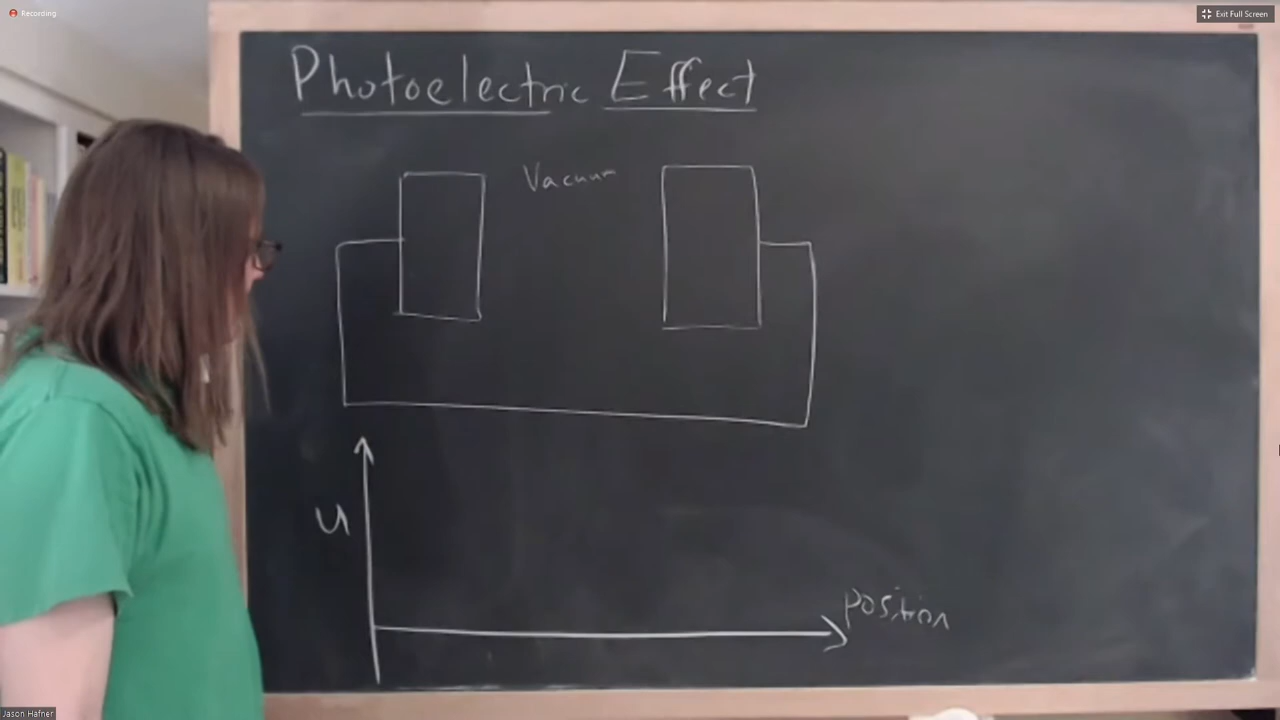 Recording
Exit Full Screen
Photoelectric Effect
Vacuum
U
position
Jason Hafner